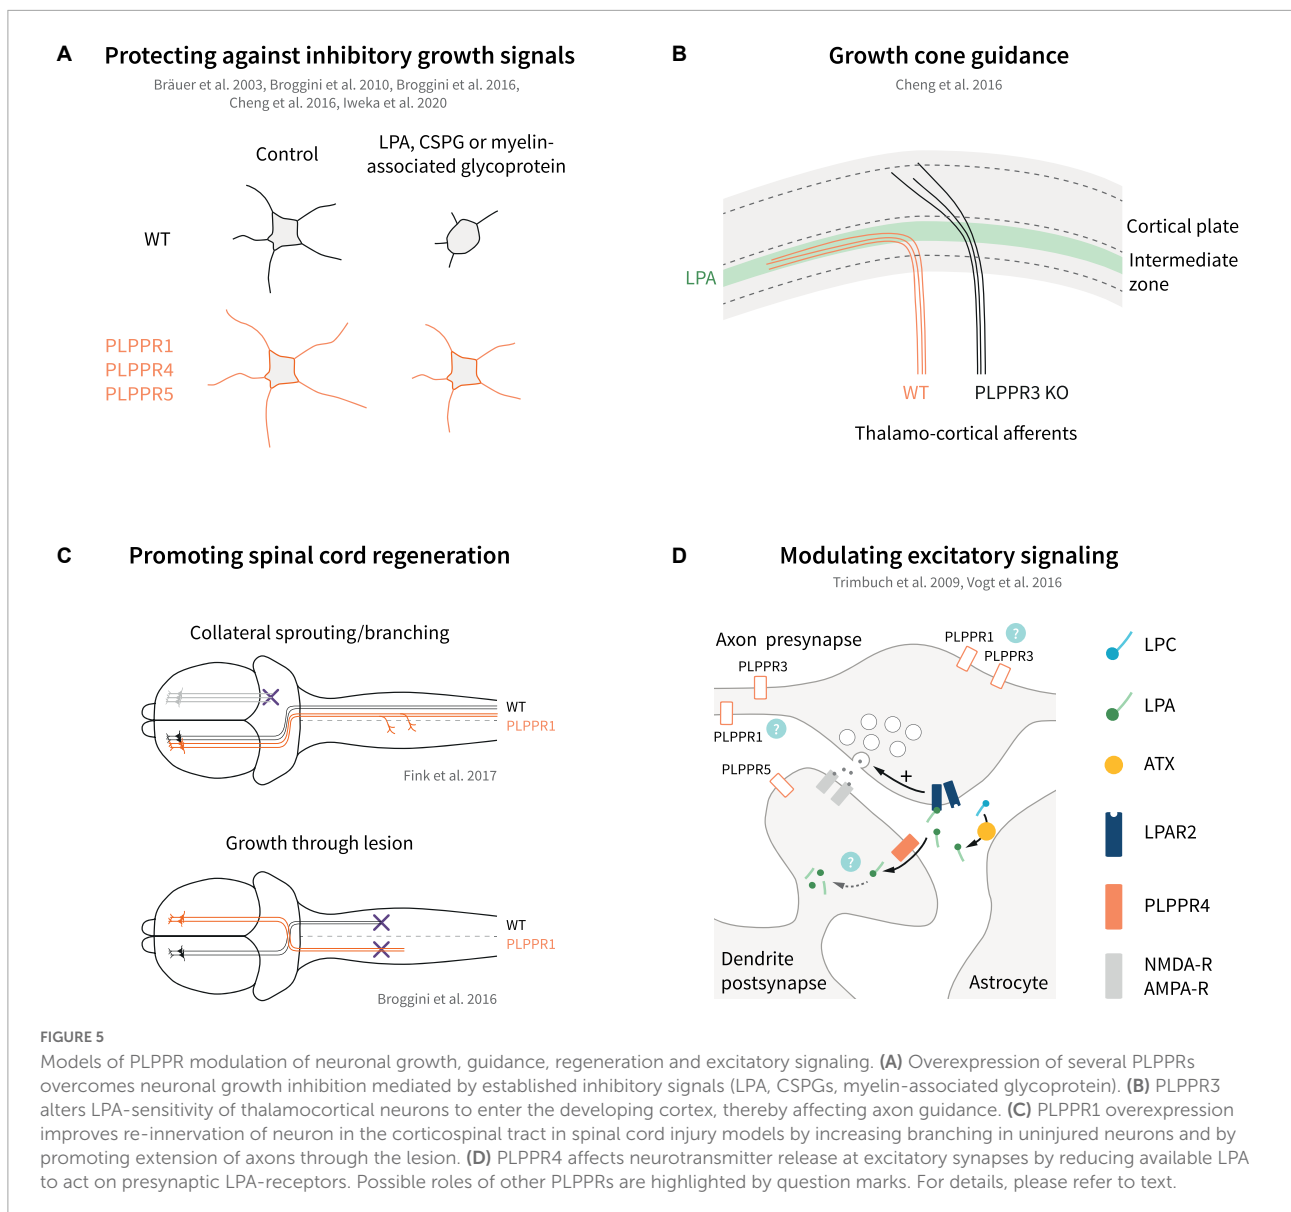 A Protecting against inhibitory growth signals
Bräuer et al. 2003, Broggini et al. 2010, Broggini et al. 2016,
Cheng et al. 2016, Iweka et al. 2020
Control
LPA, CSPG or myelin-
associated glycoprotein
WT
PLPPR1
PLPPR4
PLPPR5
B Growth cone guidance
Cheng et al. 2016
Cortical plate
Intermediate
zone
LPA
WT
PLPPR3 KO
Thalamo-cortical afferents
C Promoting spinal cord regeneration
Collateral sprouting/branching
WT
PLPPR1
Fink et al. 2017
Growth through lesion
WT
PLPPR1
Broggini et al. 2016
D Modulating excitatory signaling
Trimbuch et al. 2009, Vogt et al. 2016
Axon presynapse
PLPPR1
?
PLPPR3
PLPPR3
PLPPR1
?
PLPPR5
+
?
Dendrite
postsynapse
Astrocyte
LPC
LPA
ATX
LPAR2
PLPPR4
NMDA-R
AMPA-R
FIGURE 5
Models of PLPPR modulation of neuronal growth, guidance, regeneration and excitatory signaling. (A) Overexpression of several PLPPRs
overcomes neuronal growth inhibition mediated by established inhibitory signals (LPA, CSPGs, myelin-associated glycoprotein). (B) PLPPR3
alters LPA-sensitivity of thalamocortical neurons to enter the developing cortex, thereby affecting axon guidance. (C) PLPPR1 overexpression
improves re-innervation of neuron in the corticospinal tract in spinal cord injury models by increasing branching in uninjured neurons and by
promoting extension of axons through the lesion. (D) PLPPR4 affects neurotransmitter release at excitatory synapses by reducing available LPA
to act on presynaptic LPA-receptors. Possible roles of other PLPPRs are highlighted by question marks. For details, please refer to text.